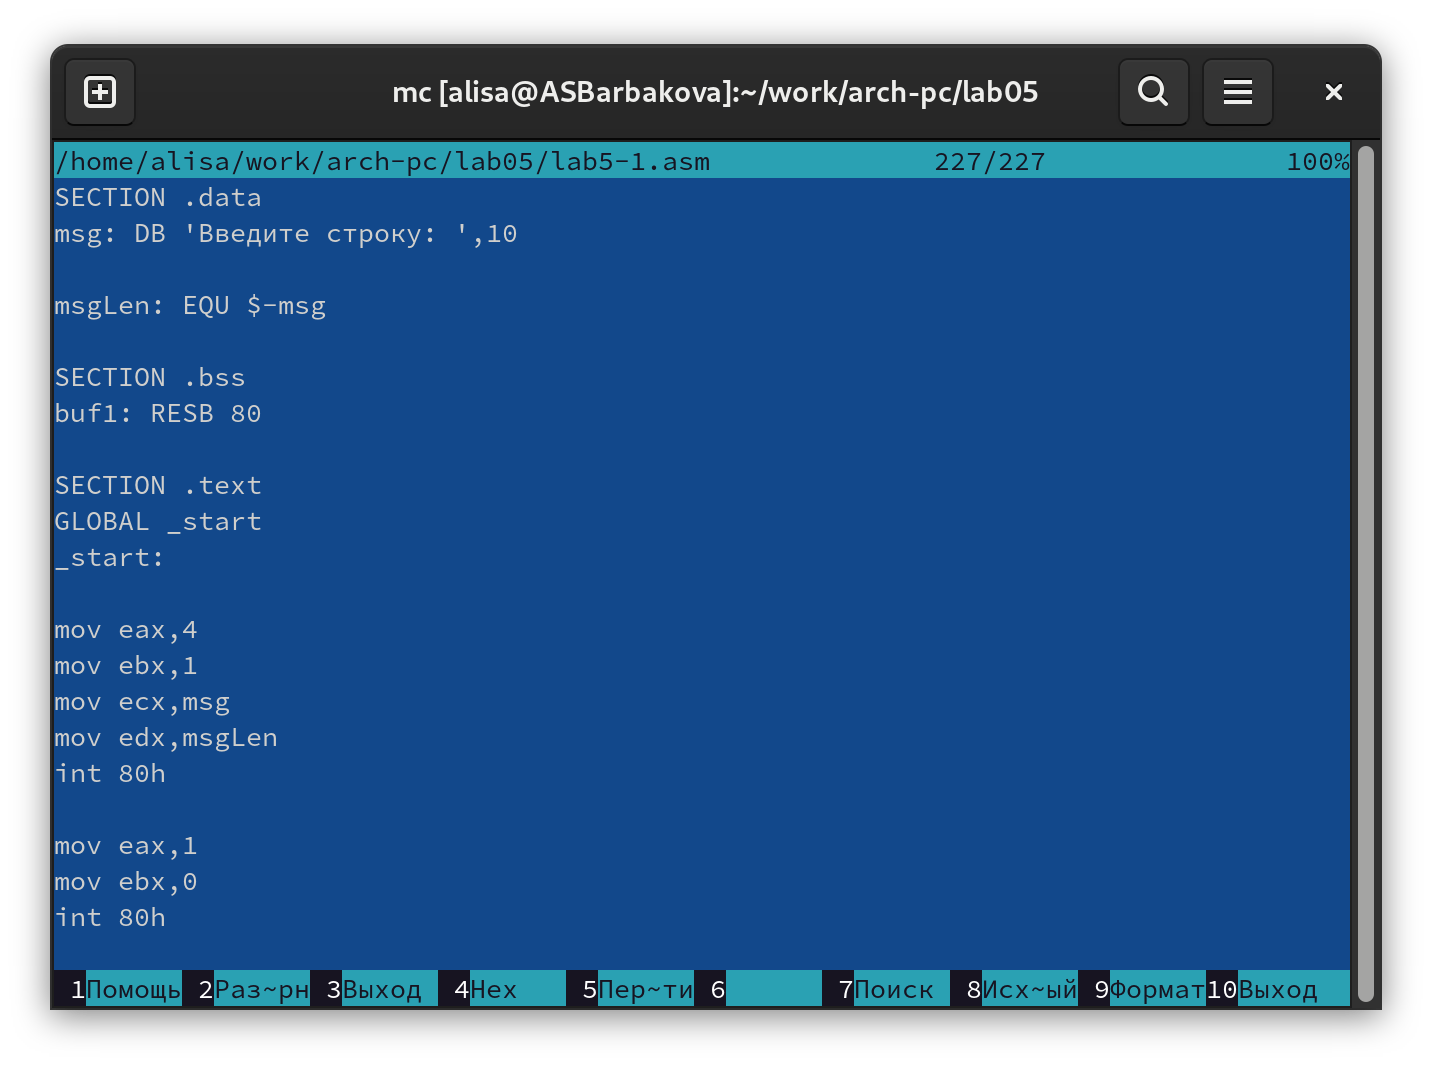 mc [alisa@ASBarbakova]:~/work/arch-pc/lab05
/home/alisa/work/arch-pc/lab05/lab5-1.asm 227/227 100%
SECTION .data
msg: DB 'Введите строку: ',10
msgLen: EQU $-msg
SECTION .bss
buf1: RESB 80
SECTION .text
GLOBAL _start
_start:
mov eax,4
mov ebx,1
mov ecx,msg
mov edx,msgLen
int 80h
mov eax,1
mov ebx,0
int 80h
1Помощь 2Раз~рн 3Выход 4Hex 5Пер~ти 6 7Поиск 8Исх~ый 9Формат10Выход